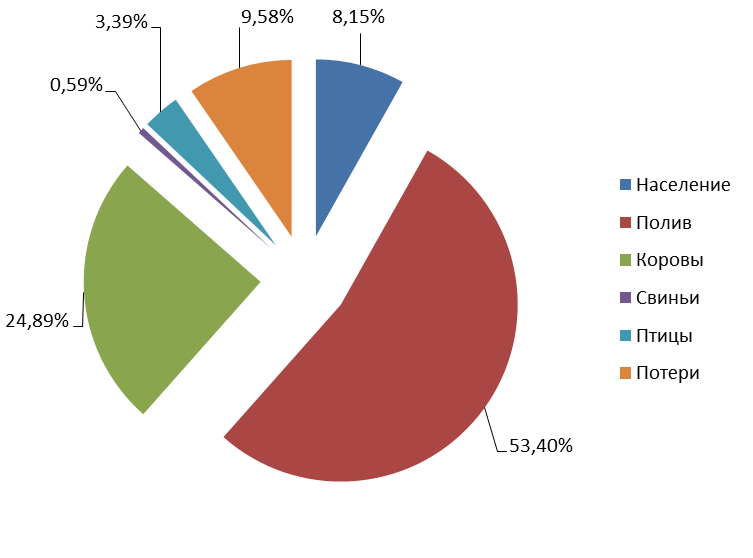 3,39%
9,58%
8,15%
0,59%
24,89%
53,40%
Население
Полив
Коровы
Свиньи
Птицы
Потери